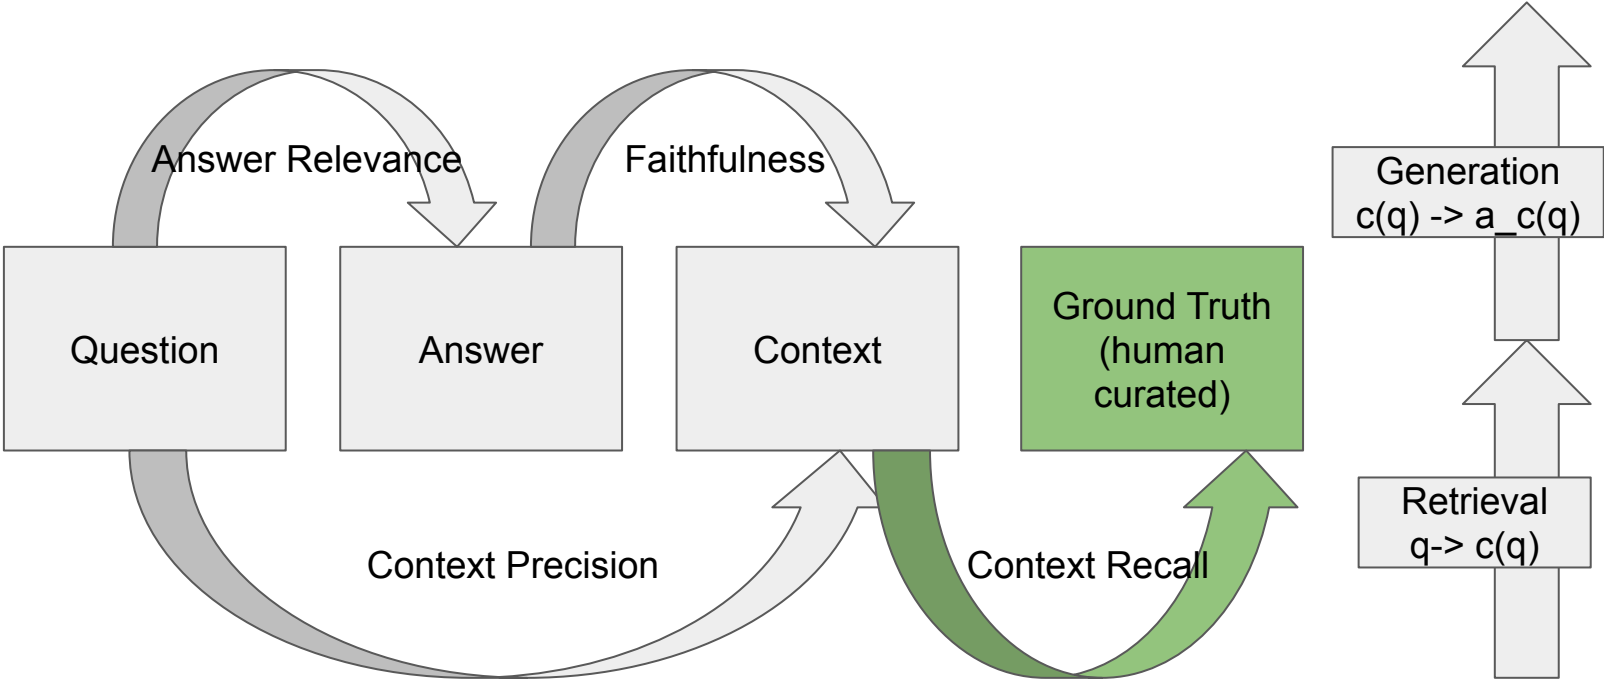 Answer Relevance
Faithfulness
Generation
c(q) -> a_c(q)
Question
Answer
Context
Ground Truth
(human
curated)
Retrieval
q-> c(q)
Context Precision
Context Recall